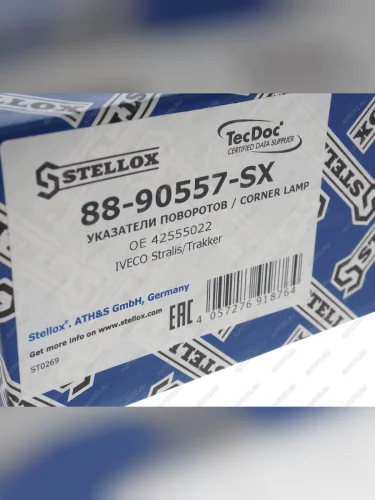 STELLOX
TecDoc
CERTIFIED DATA SUPPLIER
88-90557-SX
УКАЗАТЕЛИ ПОВОРОТОВ / CORNER LAMP
OE 42555022
IVECO Stralis/Trakker
Stellox®. ATH&S GmbH, Germany
Get more info on www.stellox.com
ST0269
EAC
4 057276 918764